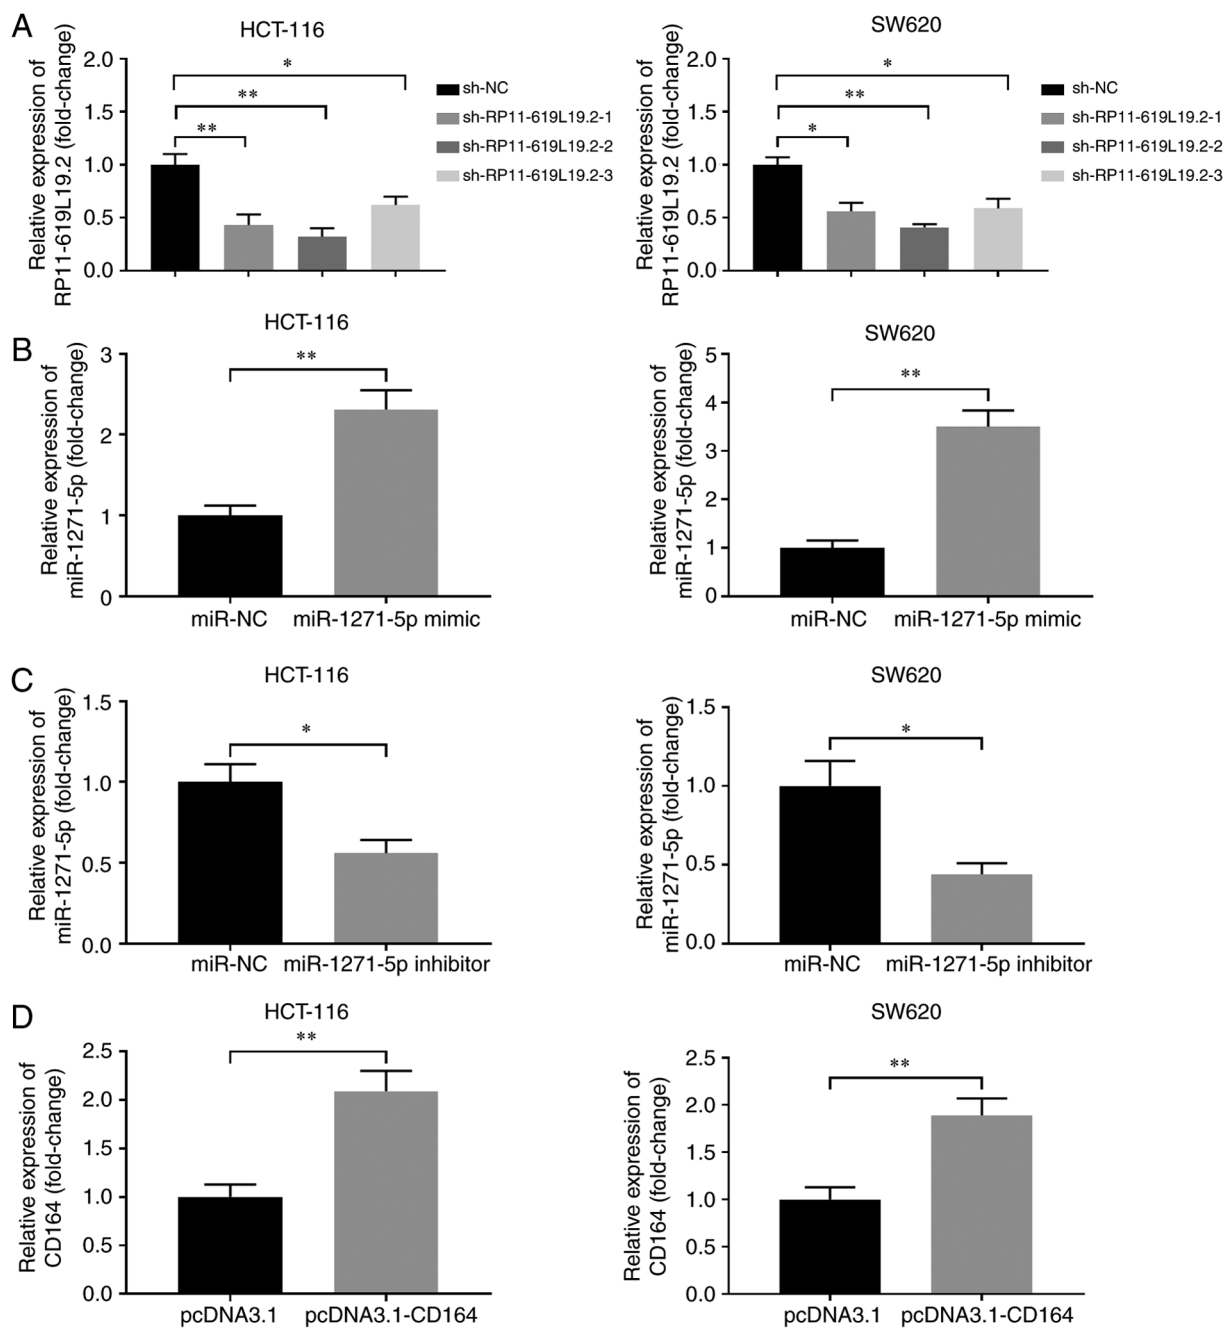 A
HCT-116
Relative expression of
RP11-619L19.2 (fold-change)
2.0
1.5
1.0
0.5
0.0
*
**
**
sh-NC
sh-RP11-619L19.2-1
sh-RP11-619L19.2-2
sh-RP11-619L19.2-3
SW620
Relative expression of
RP11-619L19.2 (fold-change)
2.0
1.5
1.0
0.5
0.0
*
**
*
sh-NC
sh-RP11-619L19.2-1
sh-RP11-619L19.2-2
sh-RP11-619L19.2-3
B
HCT-116
Relative expression of
miR-1271-5p (fold-change)
3
2
1
0
**
miR-NC miR-1271-5p mimic
SW620
Relative expression of
miR-1271-5p (fold-change)
5
4
3
2
1
0
**
miR-NC miR-1271-5p mimic
C
HCT-116
Relative expression of
miR-1271-5p (fold-change)
1.5
1.0
0.5
0.0
*
miR-NC miR-1271-5p inhibitor
SW620
Relative expression of
miR-1271-5p (fold-change)
1.5
1.0
0.5
0.0
*
miR-NC miR-1271-5p inhibitor
D
HCT-116
Relative expression of
CD164 (fold-change)
2.5
2.0
1.5
1.0
0.5
0.0
**
pcDNA3.1 pcDNA3.1-CD164
SW620
Relative expression of
CD164 (fold-change)
2.5
2.0
1.5
1.0
0.5
0.0
**
pcDNA3.1 pcDNA3.1-CD164